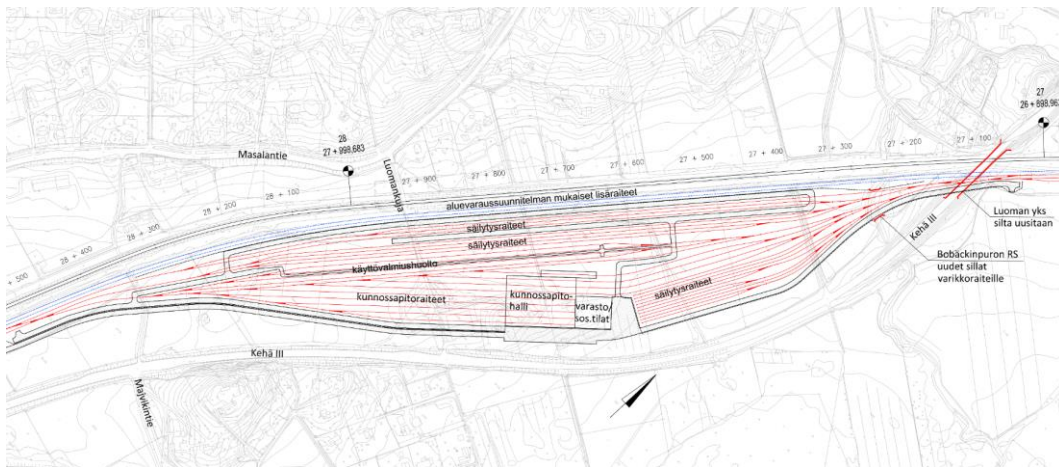 27
26 + 898,963
28
27 + 998,683
27 + 100
27 + 200
27 + 300
27 + 400
27 + 500
27 + 600
27 + 700
27 + 800
27 + 900
28 + 100
28 + 200
28 + 300
28 + 400
+ 500
Masalantie
Luomankuja
aluevaraussuunnitelman mukaiset lisäraiteet
säilytysraiteet
säilytysraiteet
käyttövalmiushuolto
kunnossapitoraiteet
kunnossapito-
halli
varasto/
sos.tilat
säilytysraiteet
Kehä III
Luoman yks
silta uusitaan
Bobäckinpuron RS
uudet sillat
varikkoraiteille
Kehä III
Majvikintie